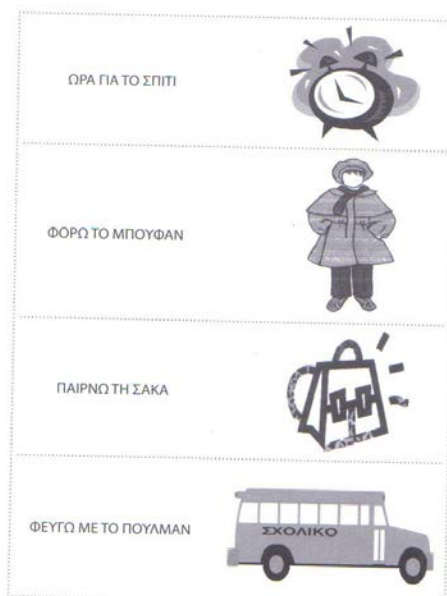 ΩΡΑ ΓΙΑ ΤΟ ΣΠΙΤΙ
ΦΟΡΩ ΤΟ ΜΠΟΥΦΑΝ
ΠΑΙΡΝΩ ΤΗ ΣΑΚΑ
ΦΕΥΓΩ ΜΕ ΤΟ ΠΟΥΛΜΑΝ
ΣΧΟΛΙΚΟ